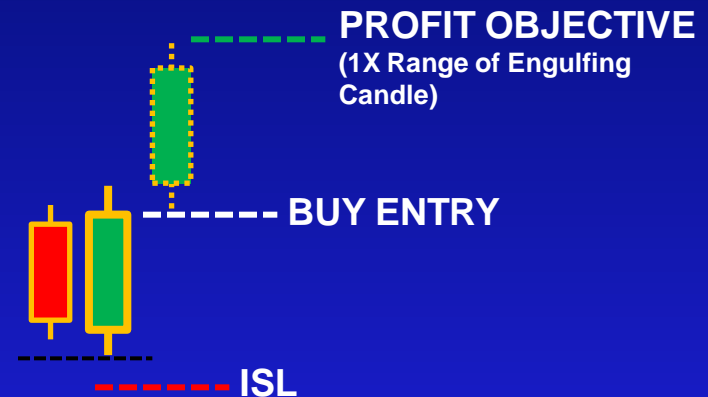 PROFIT OBJECTIVE
(1X Range of Engulfing
Candle)
BUY ENTRY
ISL